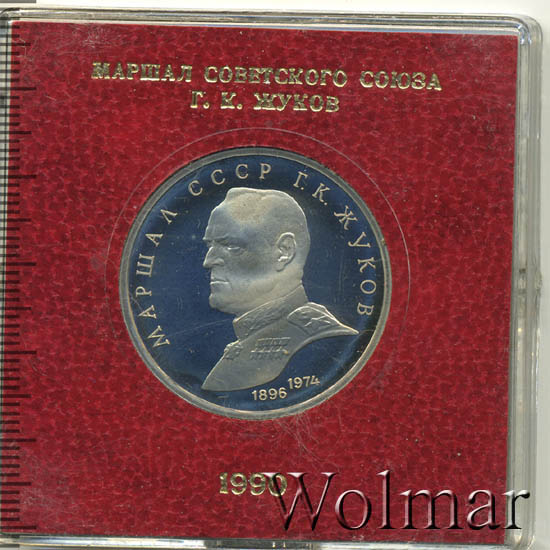 МАРШАЛ СОВЕТСКОГО СОЮЗА
Г. К. ЖУКОВ
МАРШАЛ СССР Г. К. ЖУКОВ
1896 1974
1990
Wolmar